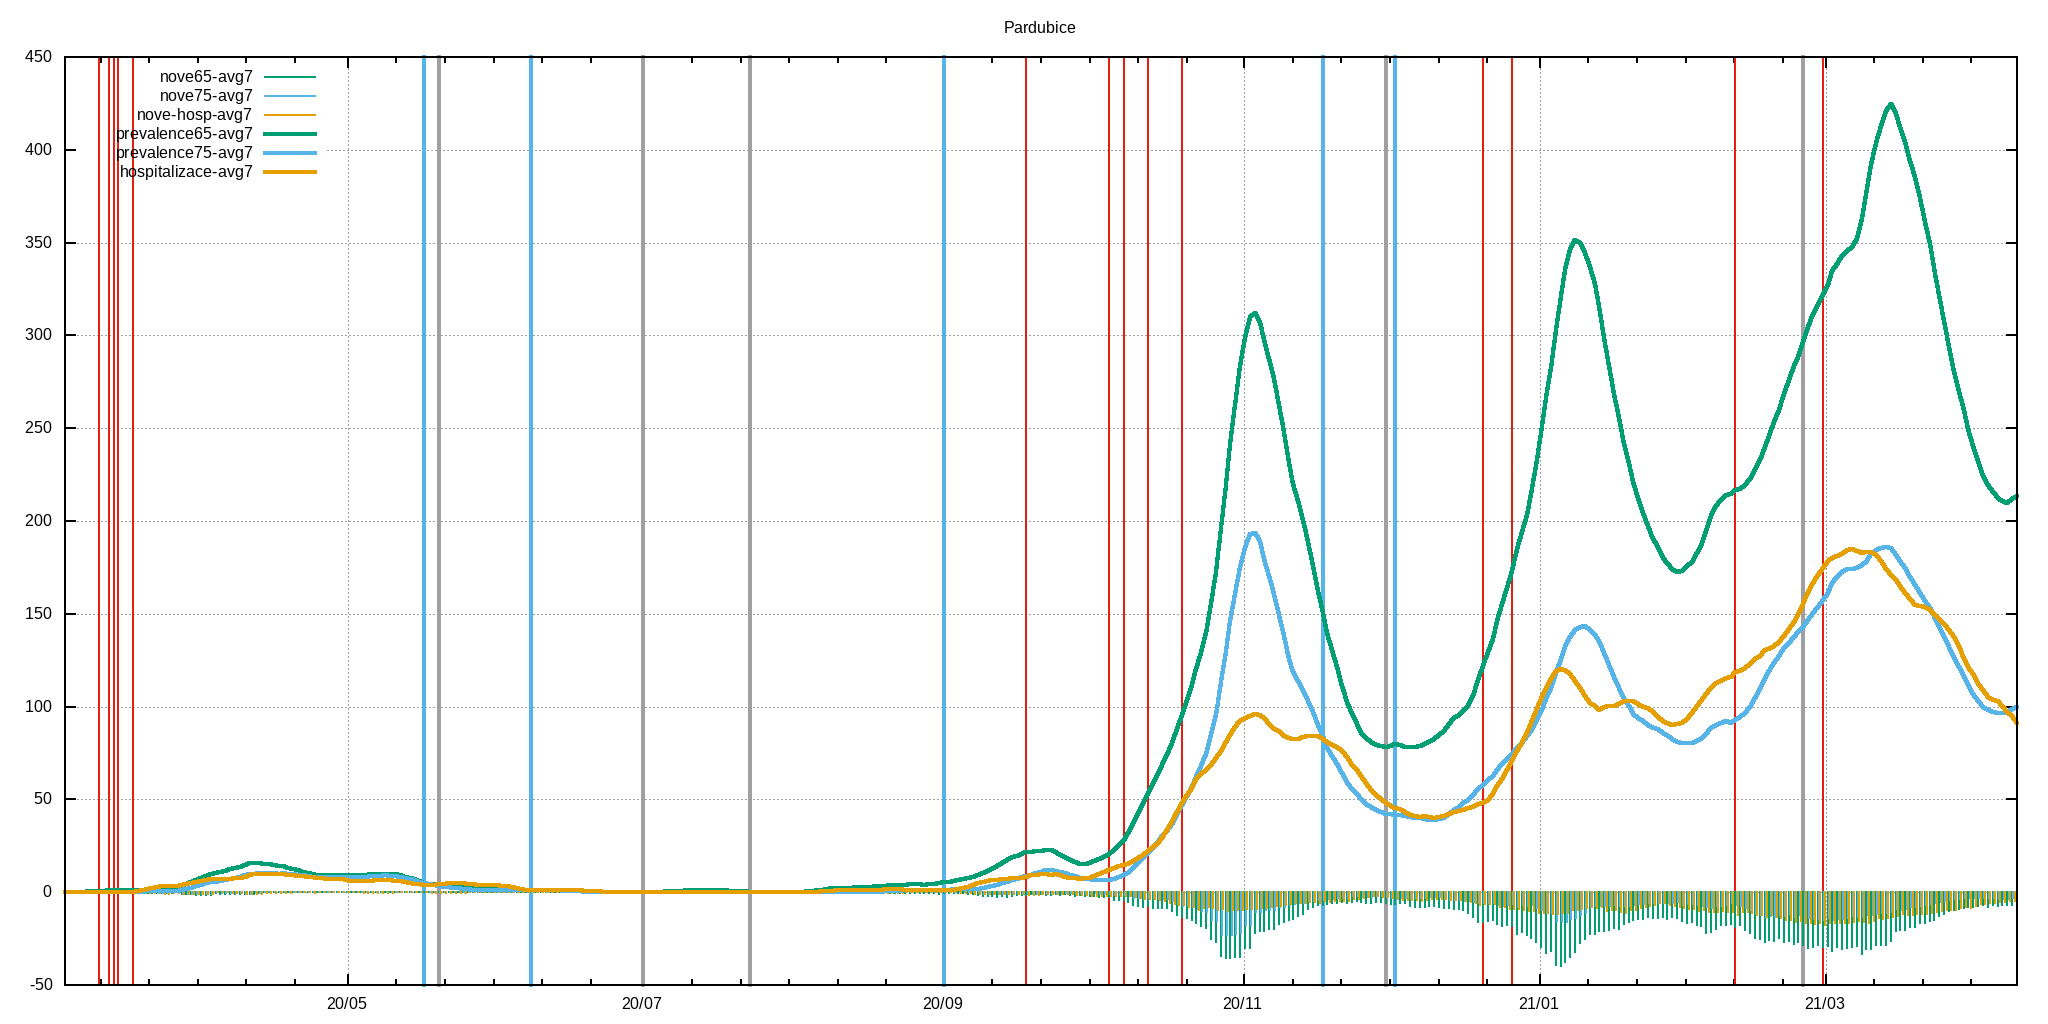 Pardubice
450
400
350
300
250
200
150
100
50
0
-50
nove65-avg7
nove75-avg7
nove-hosp-avg7
prevalence65-avg7
prevalence75-avg7
hospitalizace-avg7
20/05 20/07 20/09 20/11 21/01 21/03